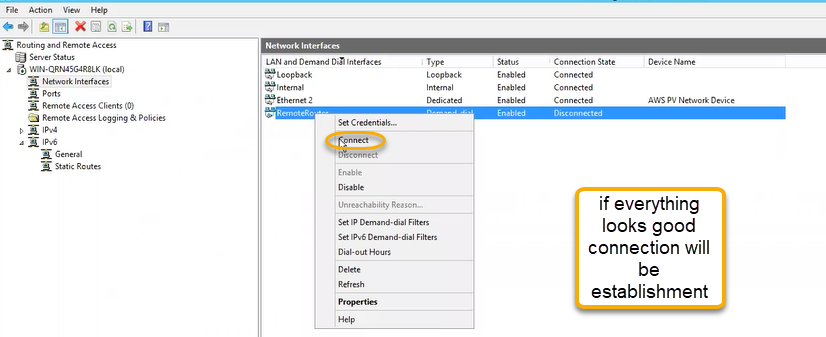 File Action View Help
Routing and Remote Access
Server Status
WIN-QRN45G4R8LK (local)
Network Interfaces
Ports
Remote Access Clients (0)
Remote Access Logging & Policies
IPv4
IPv6
General
Static Routes
Network Interfaces
LAN and Demand Dial Interfaces Type Status Connection State Device Name
Loopback Loopback Enabled Connected
Internal Internal Enabled Connected
Ethernet 2 Dedicated Enabled Connected AWS PV Network Device
RemoteRouter Demand-dial Enabled Disconnected
Set Credentials...
Connect
Disconnect
Enable
Disable
Unreachability Reason...
Set IP Demand-dial Filters
Set IPv6 Demand-dial Filters
Dial-out Hours
Delete
Refresh
Properties
Help
if everything
looks good
connection will
be
establishment